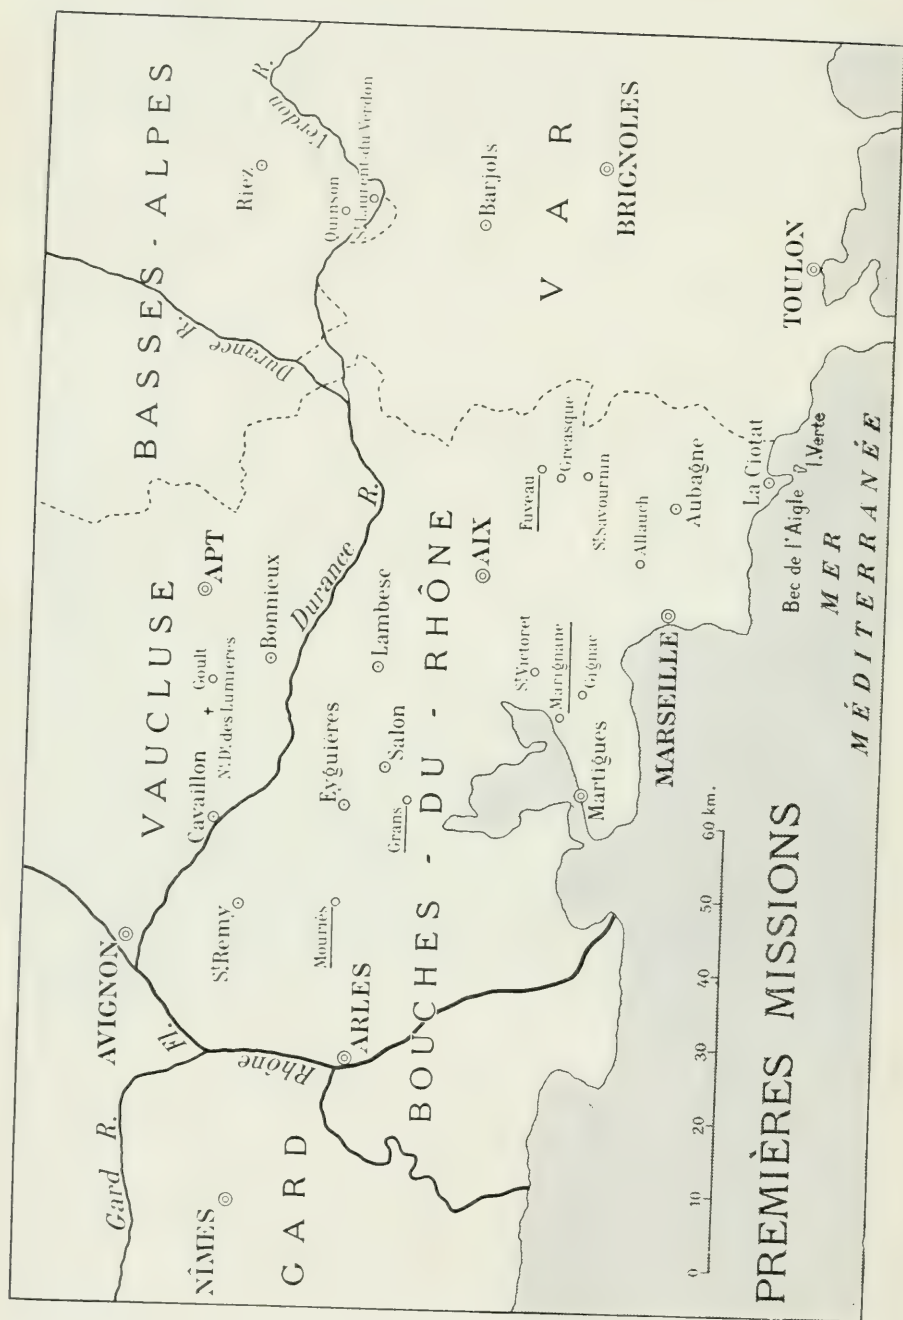 BASSES - ALPES
Verdon R.
Riez
Quinson
St Laurent-du-Verdon
Durance R.
VAUCLUSE
APT
Goult
N.D. des Lumières
Bonnieux
Cavaillon
Durance R.
AVIGNON
Gard R.
Fl.
Rhône
NÎMES
GARD
St Remy
Mouriès
ARLES
Eyguières
Salon
Grans
Lambesc
BOUCHES - DU - RHÔNE
AIX
VAR
Barjols
BRIGNOLES
TOULON
Fuveau
Greasque
St Savournin
Allauch
Aubagne
La Ciotat
Bec de l'Aigle
I. Verte
St Victoret
Marignane
Gignac
Martigues
MARSEILLE
MER
MÉDITERRANÉE
0 10 20 30 40 50 60 km.
PREMIÈRES MISSIONS